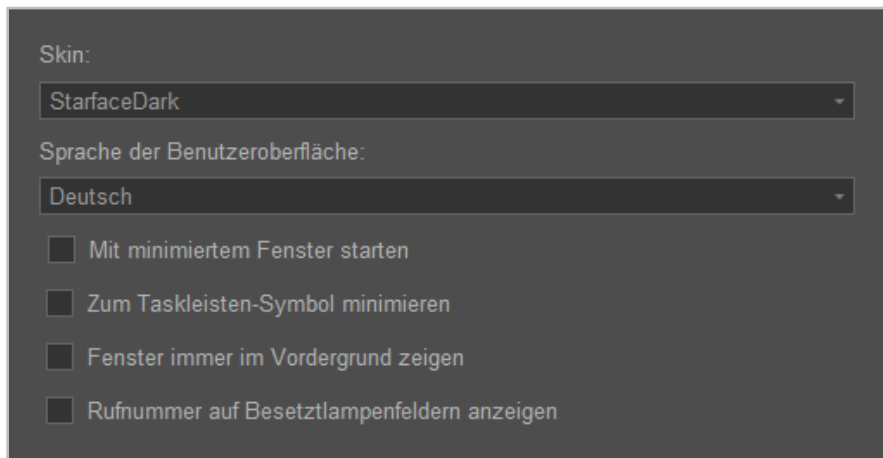 Skin:
StarfaceDark
Sprache der Benutzeroberfläche:
Deutsch
Mit minimiertem Fenster starten
Zum Taskleisten-Symbol minimieren
Fenster immer im Vordergrund zeigen
Rufnummer auf Besetztlampenfeldern anzeigen